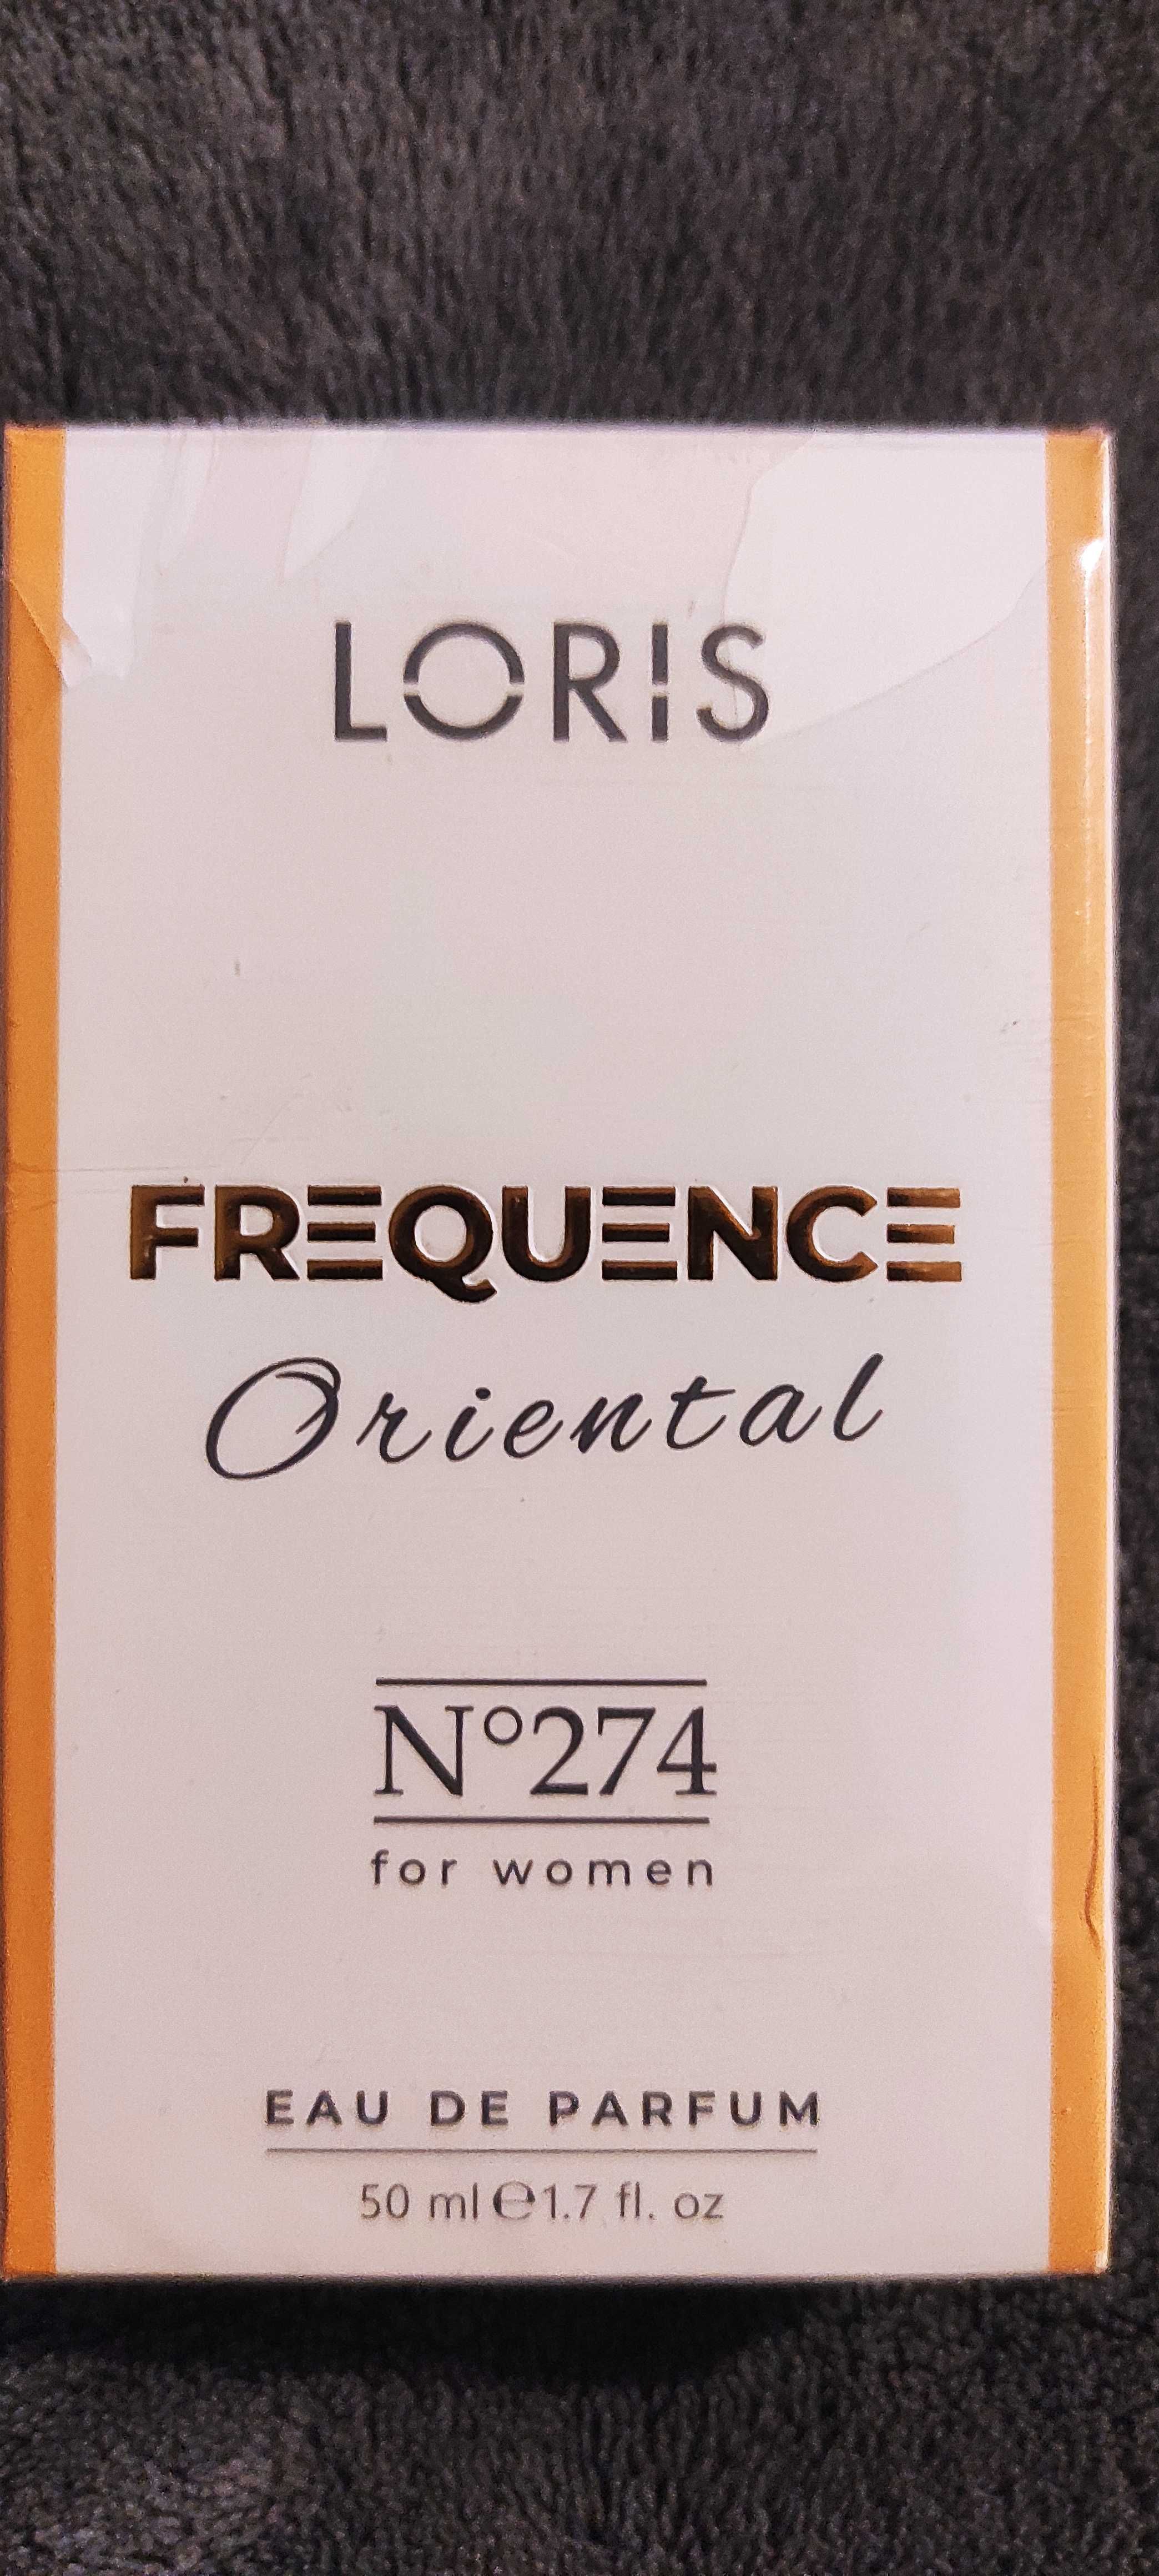 LORIS
FREQUENCE
Oriental
N°274
for women
EAU DE PARFUM
50 ml ℮1.7 fl. oz